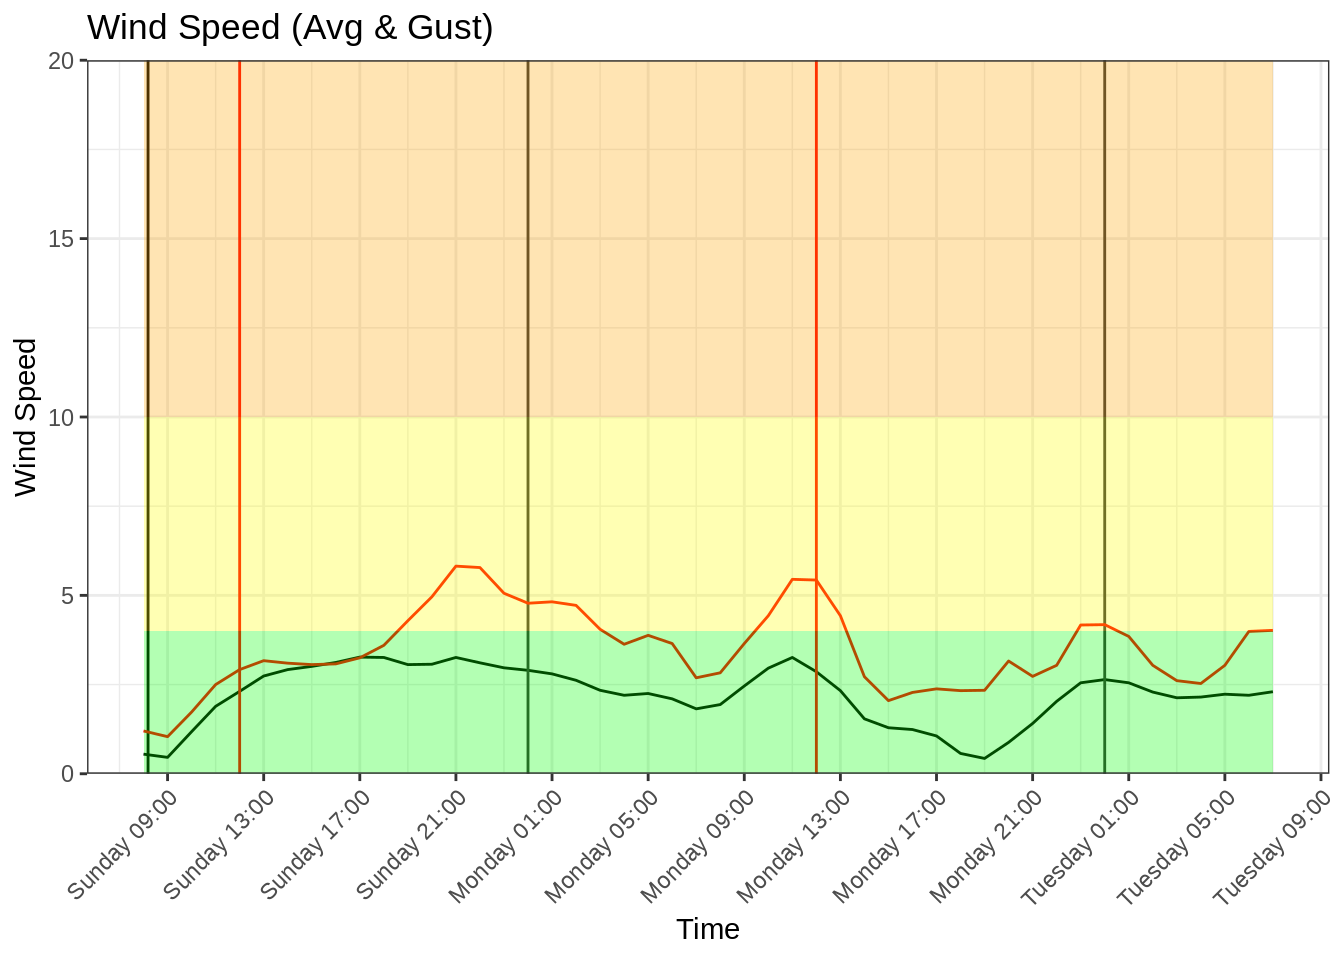 Wind Speed (Avg & Gust)
20
15
10
5
0
Wind Speed
Sunday 09:00
Sunday 13:00
Sunday 17:00
Sunday 21:00
Monday 01:00
Monday 05:00
Monday 09:00
Monday 13:00
Monday 17:00
Monday 21:00
Tuesday 01:00
Tuesday 05:00
Tuesday 09:00
Time